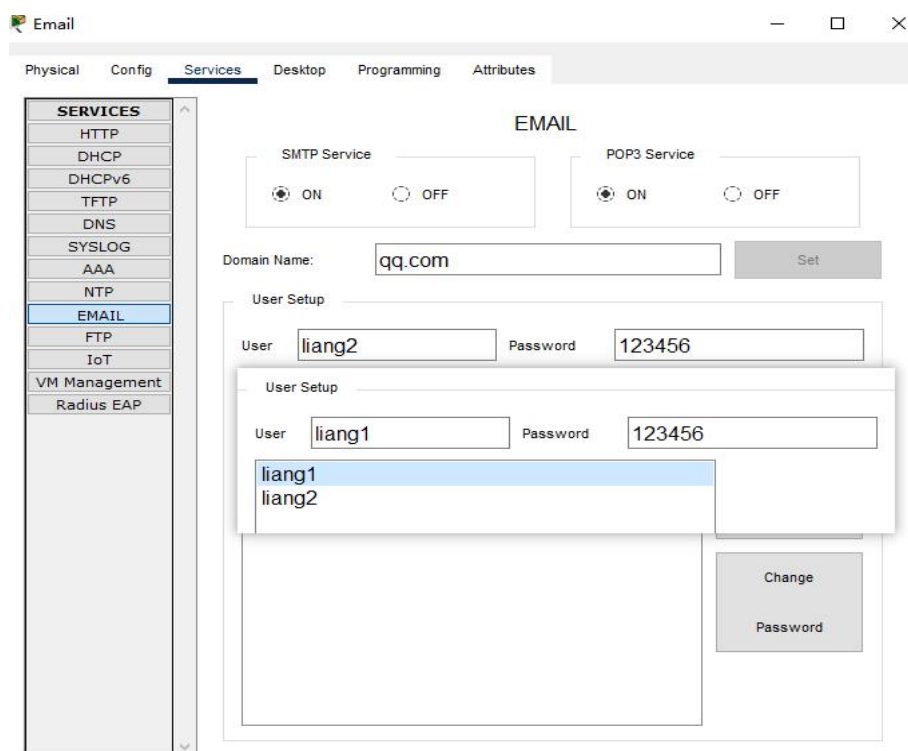 Email
Physical Config Services Desktop Programming Attributes
SERVICES
HTTP
DHCP
DHCPv6
TFTP
DNS
SYSLOG
AAA
NTP
EMAIL
FTP
IoT
VM Management
Radius EAP
EMAIL
SMTP Service
ON OFF
POP3 Service
ON OFF
Domain Name: qq.com Set
User Setup
User liang2 Password 123456
User Setup
User liang1 Password 123456
liang1
liang2
Change
Password